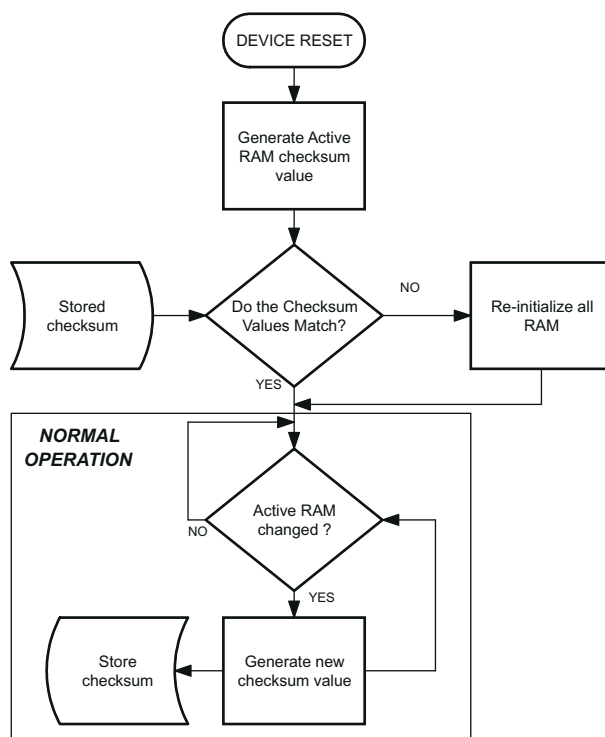 DEVICE RESET
Generate Active
RAM checksum
value
Stored
checksum
Do the Checksum
Values Match?
NO
Re-initialize all
RAM
YES
NORMAL
OPERATION
Active RAM
changed ?
NO
YES
Store
checksum
Generate new
checksum value